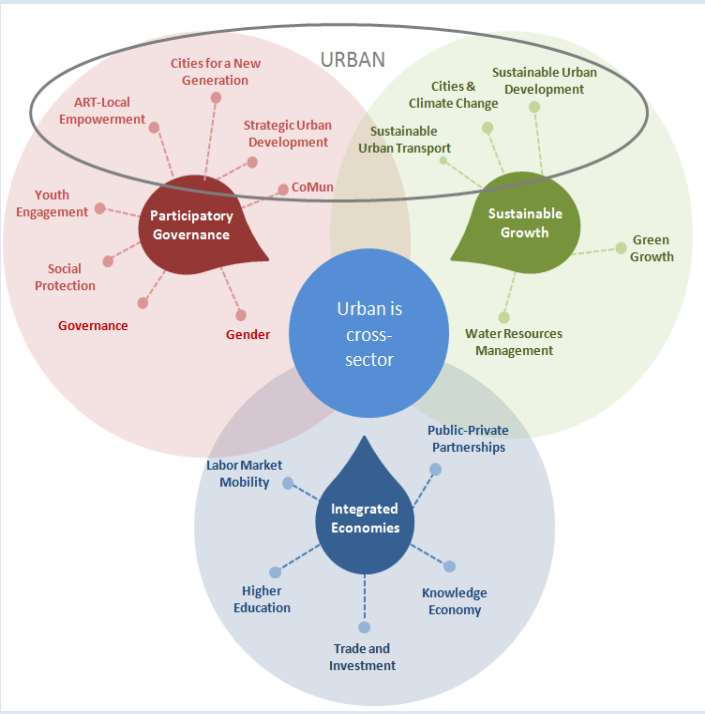 URBAN
Cities for a New
Generation
ART-Local
Empowerment
Strategic Urban
Development
CoMun
Youth
Engagement
Participatory
Governance
Social
Protection
Governance
Gender
Sustainable Urban
Development
Cities &
Climate Change
Sustainable
Urban Transport
Sustainable
Growth
Green
Growth
Water Resources
Management
Urban is
cross-
sector
Public-Private
Partnerships
Labor Market
Mobility
Integrated
Economies
Higher
Education
Knowledge
Economy
Trade and
Investment